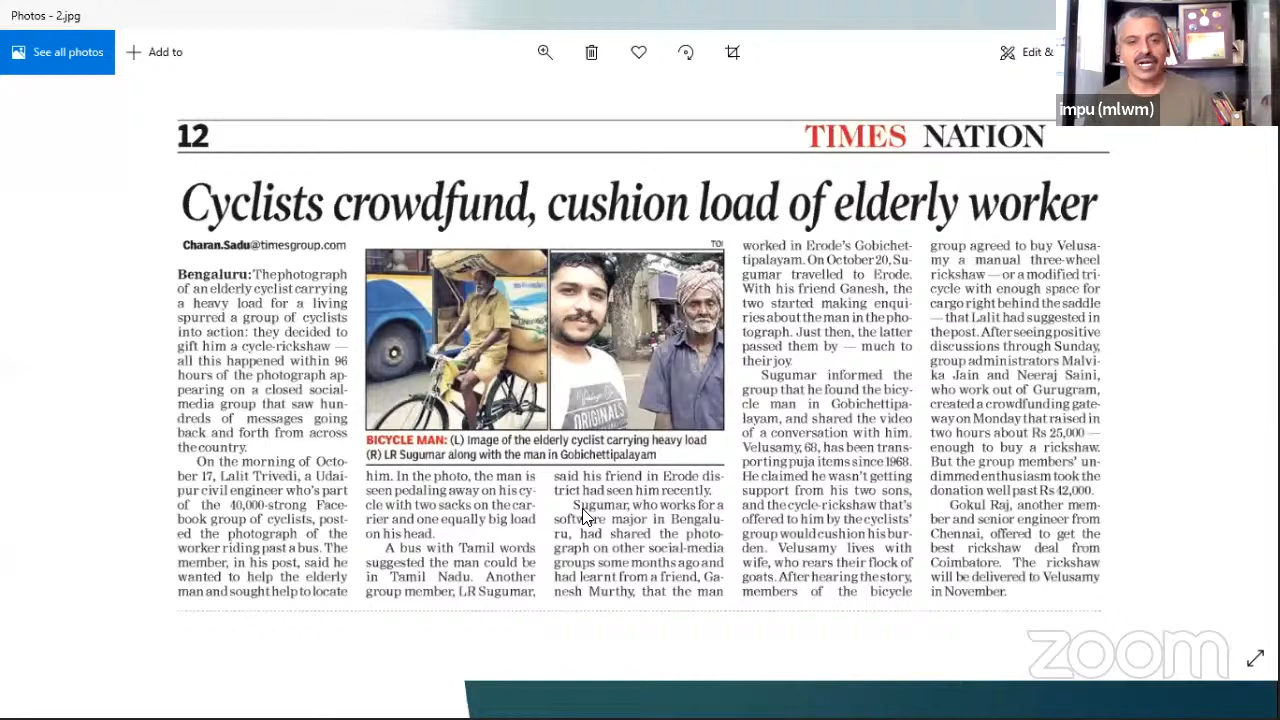 Photos - 2.jpg
See all photos
Add to
Edit &
impu (mlwm)
12
TIMES NATION
Cyclists crowdfund, cushion load of elderly worker
Charan.Sadu@timesgroup.com
Bengaluru: The photograph
of an elderly cyclist carrying
a heavy load for a living
spurred a group of cyclists
into action: they decided to
gift him a cycle-rickshaw —
all this happened within 96
hours of the photograph ap-
pearing on a closed social-
media group that saw hun-
dreds of messages going
back and forth from across
the country.
On the morning of Octo-
ber 17, Lalit Trivedi, a Udai-
pur civil engineer who's part
of the 40,000-strong Face-
book group of cyclists, post-
ed the photograph of the
worker riding past a bus. The
member, in his post, said he
wanted to help the elderly
man and sought help to locate
TOI
ORIGINALS
BICYCLE MAN: (L) Image of the elderly cyclist carrying heavy load
(R) LR Sugumar along with the man in Gobichettipalayam
him. In the photo, the man is
seen pedaling away on his cy-
cle with two sacks on the car-
rier and one equally big load
on his head.
A bus with Tamil words
suggested the man could be
in Tamil Nadu. Another
group member, LR Sugumar,
said his friend in Erode dis-
trict had seen him recently.
Sugumar, who works for a
software major in Bengalu-
ru, had shared the photo-
graph on other social-media
groups some months ago and
had learnt from a friend, Ga-
nesh Murthy, that the man
worked in Erode's Gobichet-
tipalayam. On October 20, Su-
gumar travelled to Erode.
With his friend Ganesh, the
two started making enqui-
ries about the man in the pho-
tograph. Just then, the latter
passed them by — much to
their joy.
Sugumar informed the
group that he found the bicy-
cle man in Gobichettipa-
layam, and shared the video
of a conversation with him.
Velusamy, 68, has been trans-
porting puja items since 1968.
He claimed he wasn't getting
support from his two sons,
and the cycle-rickshaw that's
offered to him by the cyclists'
group would cushion his bur-
den. Velusamy lives with
wife, who rears their flock of
goats. After hearing the story,
members of the bicycle
group agreed to buy Velusa-
my a manual three-wheel
rickshaw — or a modified tri-
cycle with enough space for
cargo right behind the saddle
— that Lalit had suggested in
the post. After seeing positive
discussions through Sunday,
group administrators Malvi-
ka Jain and Neeraj Saini,
who work out of Gurugram,
created a crowdfunding gate-
way on Monday that raised in
two hours about Rs 25,000 —
enough to buy a rickshaw.
But the group members' un-
dimmed enthusiasm took the
donation well past Rs 42,000.
Gokul Raj, another mem-
ber and senior engineer from
Chennai, offered to get the
best rickshaw deal from
Coimbatore. The rickshaw
will be delivered to Velusamy
in November.
zoom